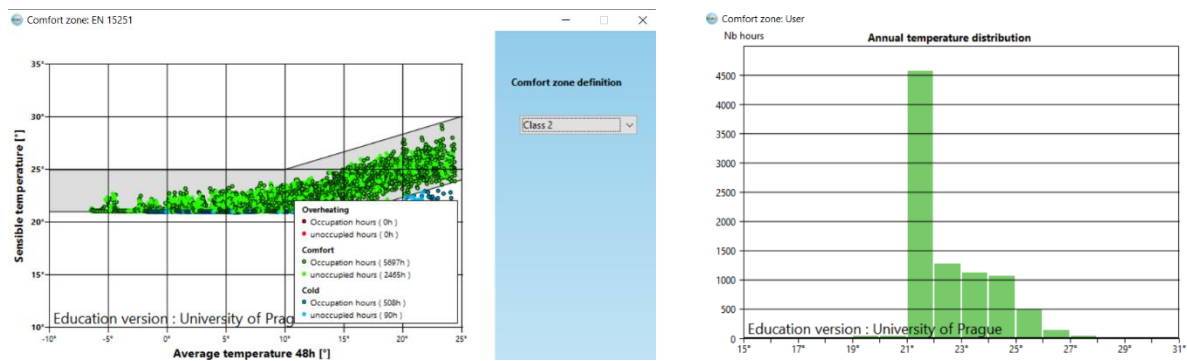 Comfort zone: EN 15251
35°
30°
25°
20°
15°
10°
Sensible temperature [°]
-10°
-5°
0°
5°
10°
15°
20°
25°
Average temperature 48h [°]
Overheating
Occupation hours ( 0h )
unoccupied hours ( 0h )
Comfort
Occupation hours ( 5697h )
unoccupied hours ( 2465h )
Cold
Occupation hours ( 508h )
unoccupied hours ( 90h )
Education version : University of Prag
Comfort zone definition
Class 2
Comfort zone: User
Nb hours
Annual temperature distribution
4500
4000
3500
3000
2500
2000
1500
1000
500
0
Education version : University of Prague
15°
17°
19°
21°
23°
25°
27°
29°
31°